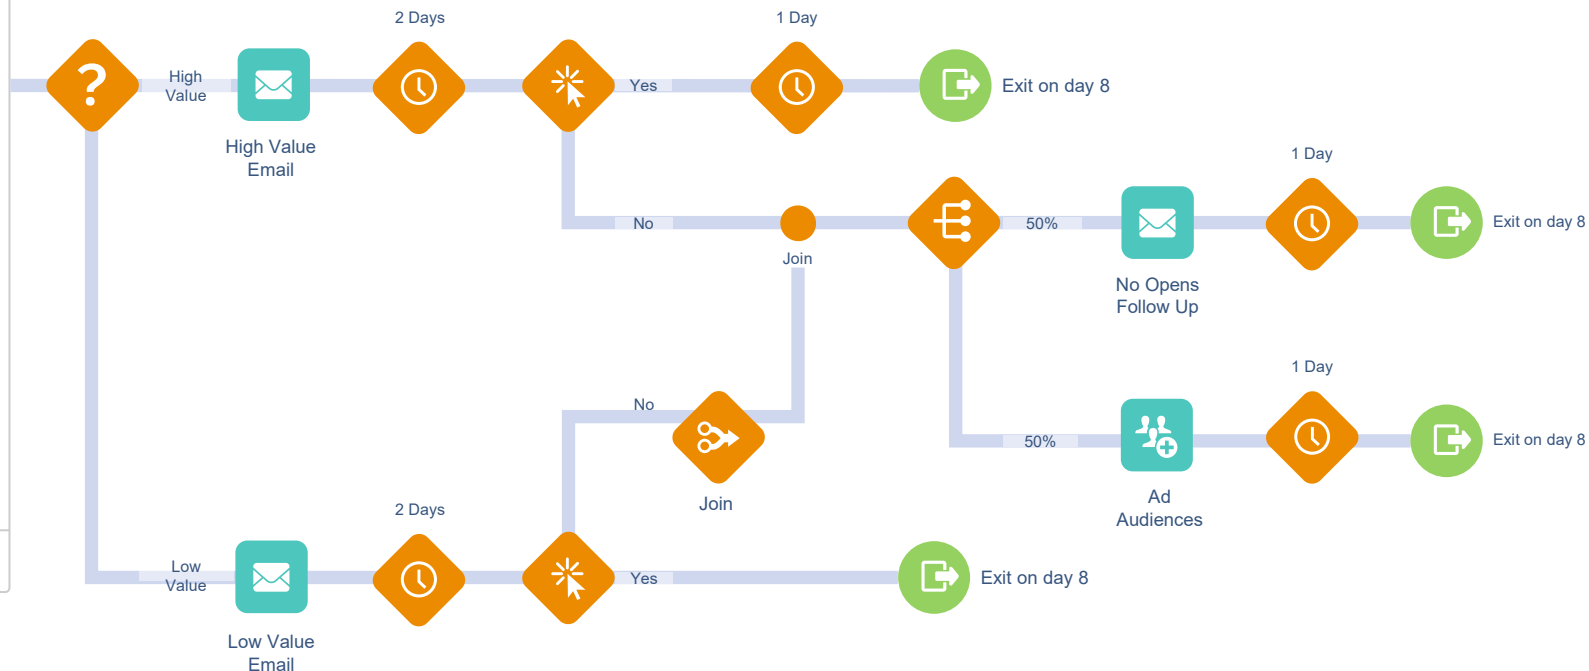 2 Days
1 Day
?
High
Value
Yes
Exit on day 8
High Value
Email
1 Day
No
50%
Exit on day 8
Join
No Opens
Follow Up
1 Day
No
50%
Exit on day 8
Join
Ad
Audiences
2 Days
Low
Value
Yes
Exit on day 8
Low Value
Email